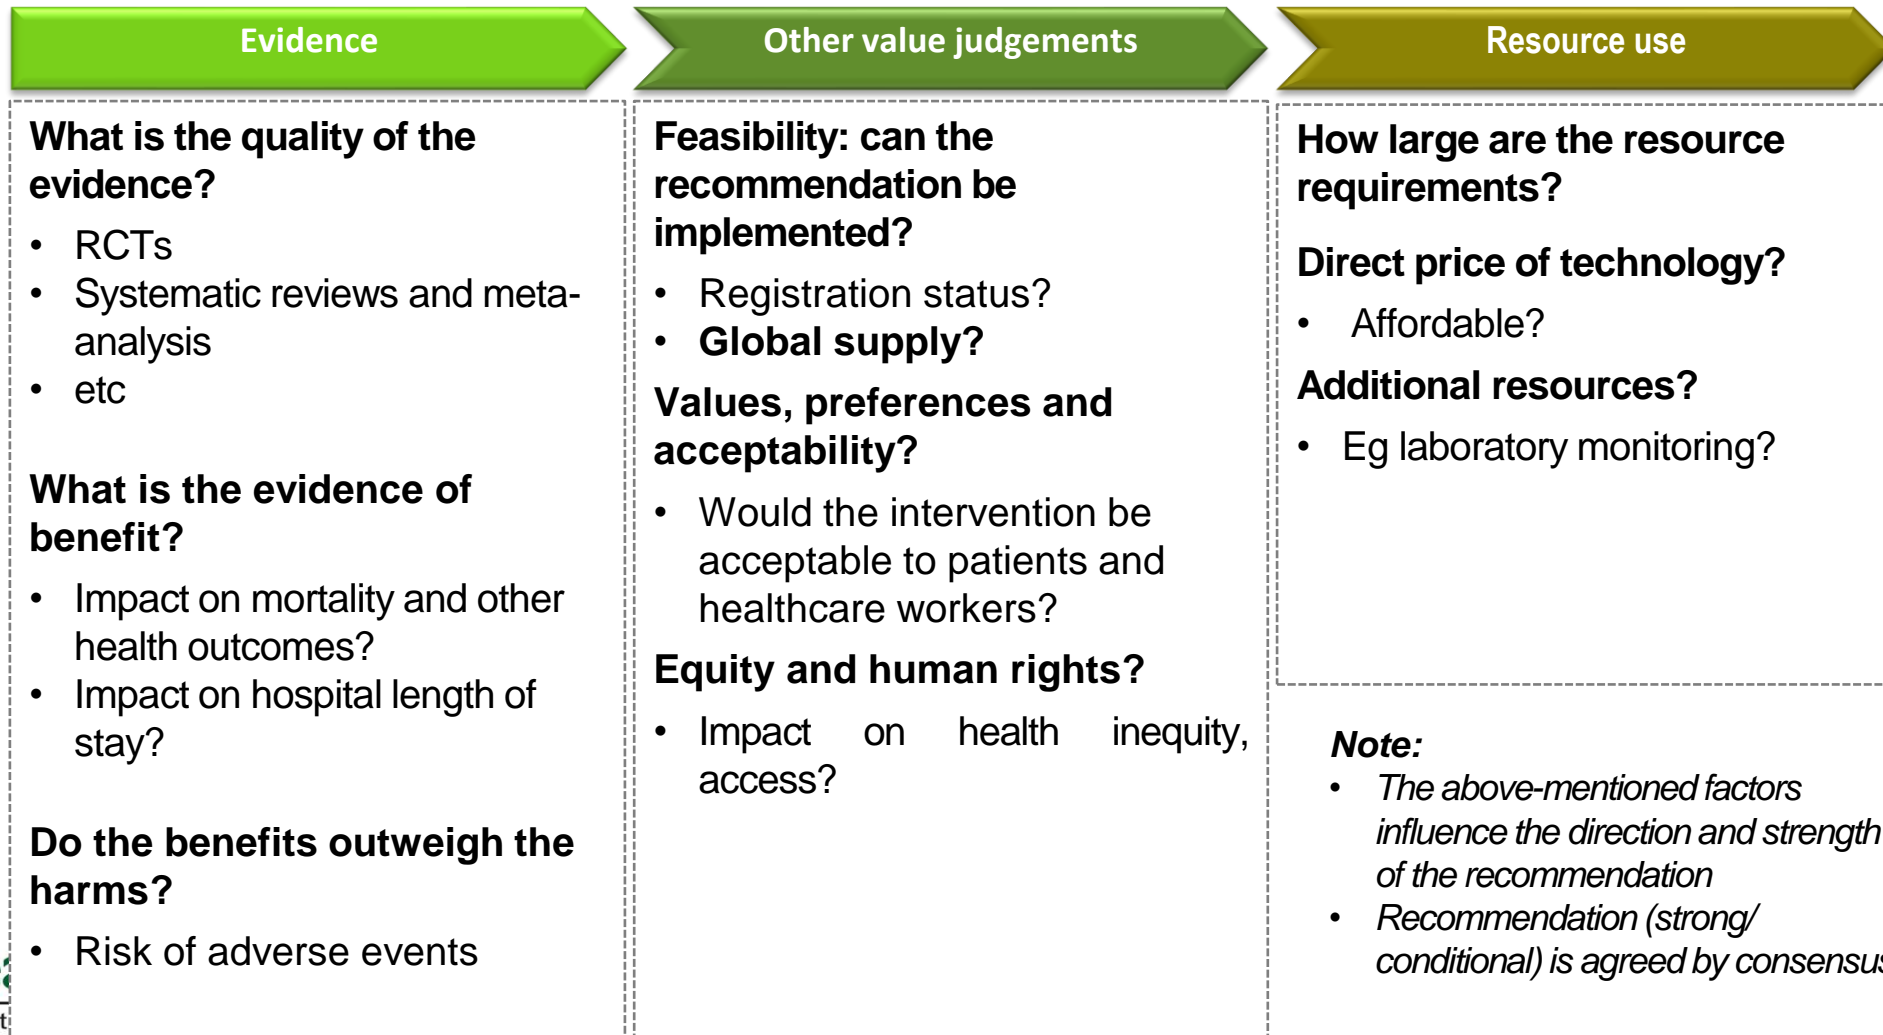 Evidence
What is the quality of the
evidence?
• RCTs
• Systematic reviews and meta-
analysis
• etc
What is the evidence of
benefit?
• Impact on mortality and other
health outcomes?
• Impact on hospital length of
stay?
Do the benefits outweigh the
harms?
• Risk of adverse events
Other value judgements
Feasibility: can the
recommendation be
implemented?
• Registration status?
• Global supply?
Values, preferences and
acceptability?
• Would the intervention be
acceptable to patients and
healthcare workers?
Equity and human rights?
• Impact on health inequity,
access?
Resource use
How large are the resource
requirements?
Direct price of technology?
• Affordable?
Additional resources?
• Eg laboratory monitoring?
Note:
• The above-mentioned factors
influence the direction and strength
of the recommendation
• Recommendation (strong/
conditional) is agreed by consensus